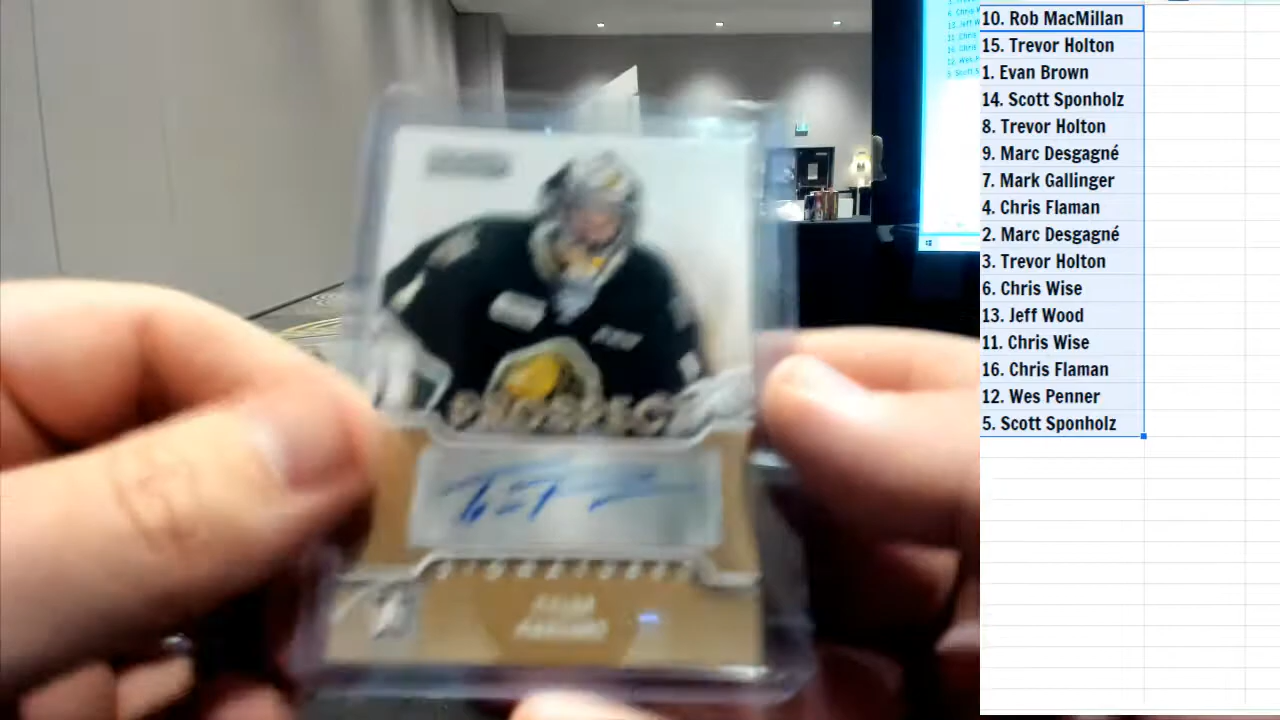 10. Rob MacMillan
15. Trevor Holton
1. Evan Brown
14. Scott Sponholz
8. Trevor Holton
9. Marc Desgagné
7. Mark Gallinger
4. Chris Flaman
2. Marc Desgagné
3. Trevor Holton
6. Chris Wise
13. Jeff Wood
11. Chris Wise
16. Chris Flaman
12. Wes Penner
5. Scott Sponholz
PROSPECT
SIGNATURES